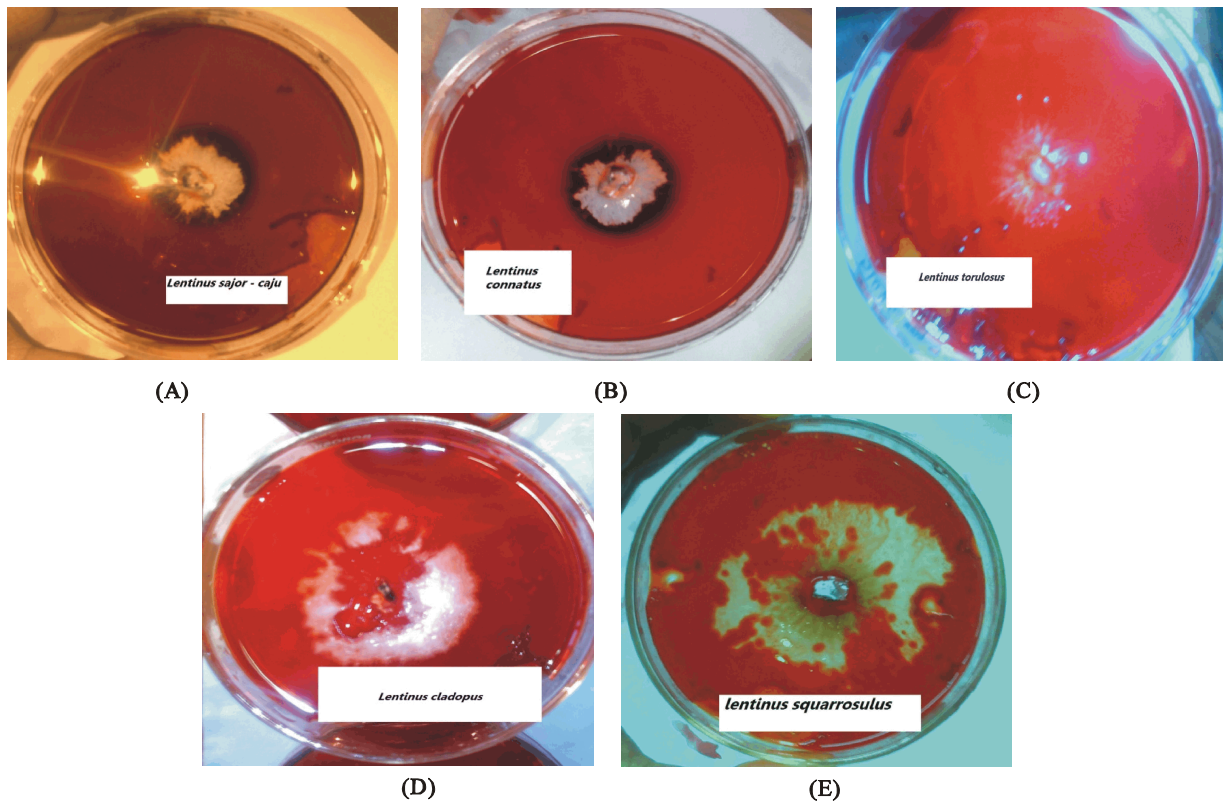 Lentinus sajor - caju
Lentinus
connatus
Lentinus torulosus
(A)
(B)
(C)
Lentinus cladopus
lentinus squarrosulus
(D)
(E)